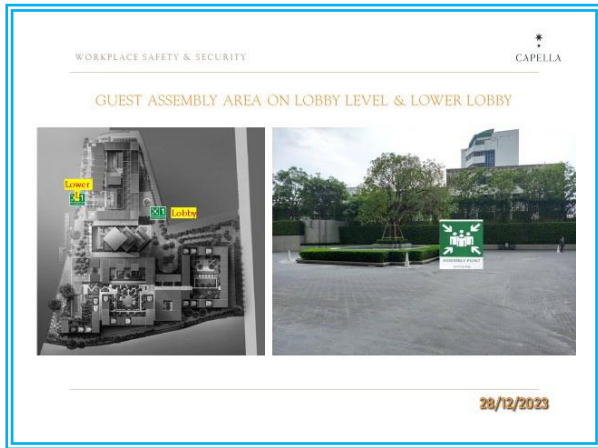 WORKPLACE SAFETY & SECURITY
CAPELLA
GUEST ASSEMBLY AREA ON LOBBY LEVEL & LOWER LOBBY
Lower
Lobby
ASSEMBLY POINT
28/12/2023